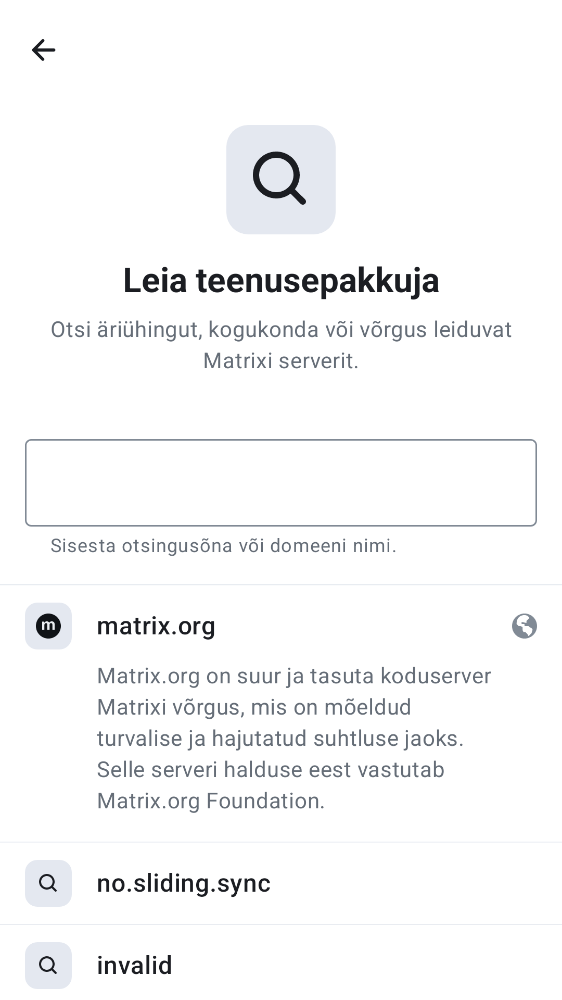 Leia teenusepakkuja
Otsi äriühingut, kogukonda või võrgus leiduvat
Matrixi serverit.
Sisesta otsingusõna või domeeni nimi.
m
matrix.org
Matrix.org on suur ja tasuta koduserver
Matrixi võrgus, mis on mõeldud
turvalise ja hajutatud suhtluse jaoks.
Selle serveri halduse eest vastutab
Matrix.org Foundation.
no.sliding.sync
invalid